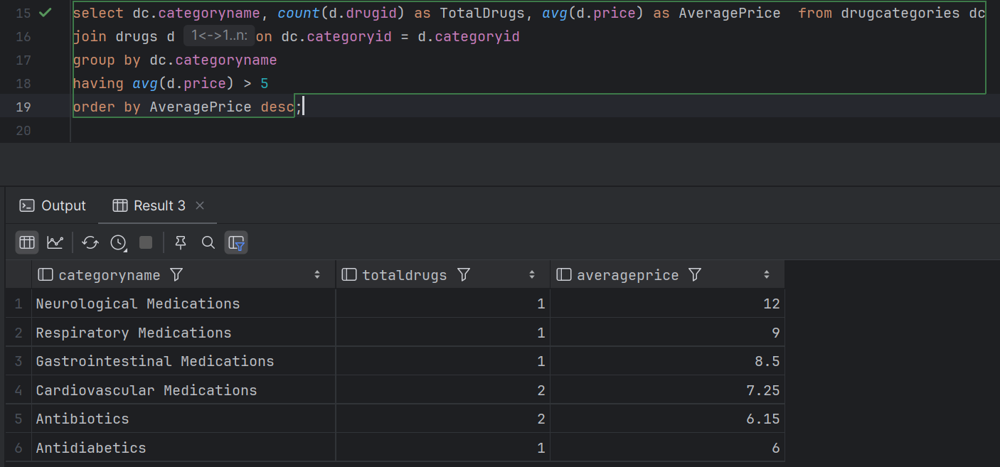 15 select dc.categoryname, count(d.drugid) as TotalDrugs, avg(d.price) as AveragePrice  from drugcategories dc
16 join drugs d 1<->1..n: on dc.categoryid = d.categoryid
17 group by dc.categoryname
18 having avg(d.price) > 5
19 order by AveragePrice desc;
20
Output Result 3
categoryname totaldrugs averageprice
1 Neurological Medications 1 12
2 Respiratory Medications 1 9
3 Gastrointestinal Medications 1 8.5
4 Cardiovascular Medications 2 7.25
5 Antibiotics 2 6.15
6 Antidiabetics 1 6